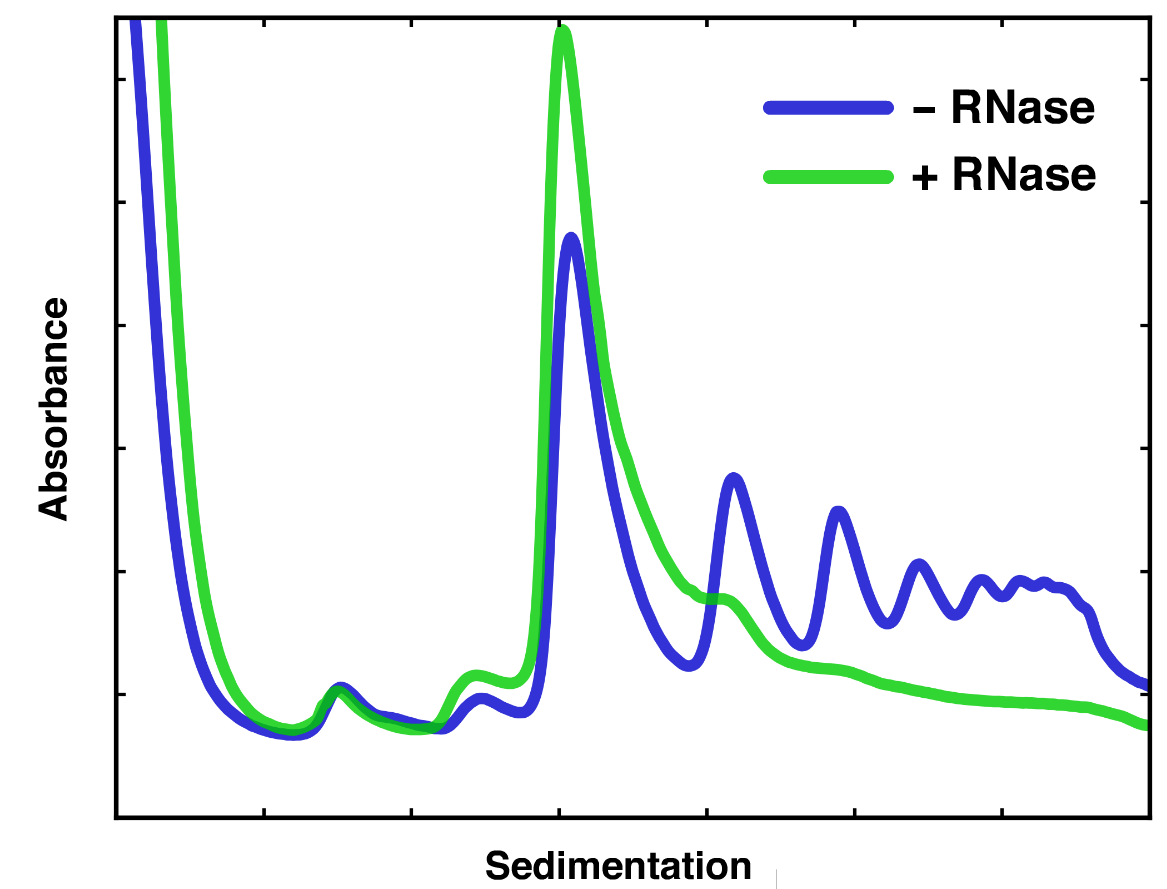 – RNase
+ RNase
Absorbance
Sedimentation